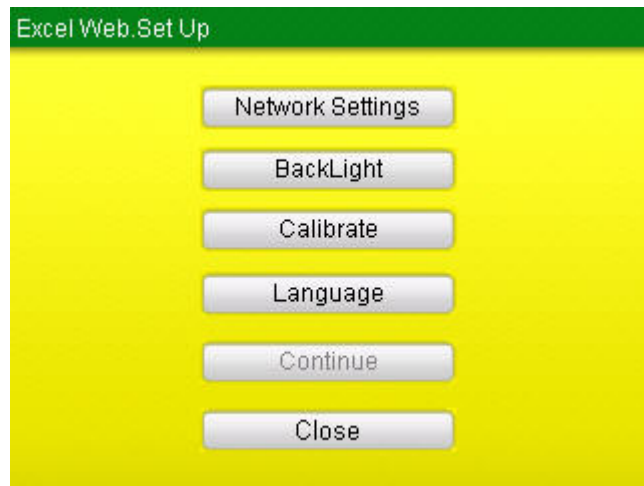 Excel Web.Set Up
Network Settings
BackLight
Calibrate
Language
Continue
Close